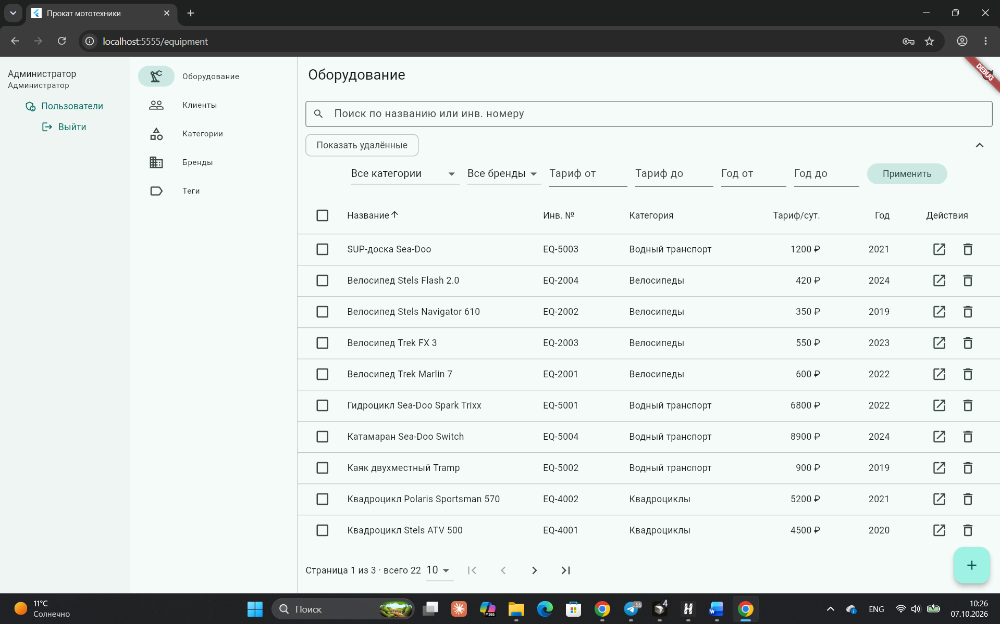 Прокат мототехники
localhost:5555/equipment
Администратор
Администратор
Пользователи
Выйти
Оборудование
Клиенты
Категории
Бренды
Теги
Оборудование
DEBUG
Поиск по названию или инв. номеру
Показать удалённые
Все категории Все бренды Тариф от Тариф до Год от Год до Применить
Название Инв. № Категория Тариф/сут. Год Действия
SUP-доска Sea-Doo EQ-5003 Водный транспорт 1200 ₽ 2021
Велосипед Stels Flash 2.0 EQ-2004 Велосипеды 420 ₽ 2024
Велосипед Stels Navigator 610 EQ-2002 Велосипеды 350 ₽ 2019
Велосипед Trek FX 3 EQ-2003 Велосипеды 550 ₽ 2023
Велосипед Trek Marlin 7 EQ-2001 Велосипеды 600 ₽ 2022
Гидроцикл Sea-Doo Spark Trixx EQ-5001 Водный транспорт 6800 ₽ 2022
Катамаран Sea-Doo Switch EQ-5004 Водный транспорт 8900 ₽ 2024
Каяк двухместный Tramp EQ-5002 Водный транспорт 900 ₽ 2019
Квадроцикл Polaris Sportsman 570 EQ-4002 Квадроциклы 5200 ₽ 2021
Квадроцикл Stels ATV 500 EQ-4001 Квадроциклы 4500 ₽ 2020
Страница 1 из 3 · всего 22 10
11°C
Солнечно
Поиск
M365
.66
4
ENG
10:26
07.10.2026